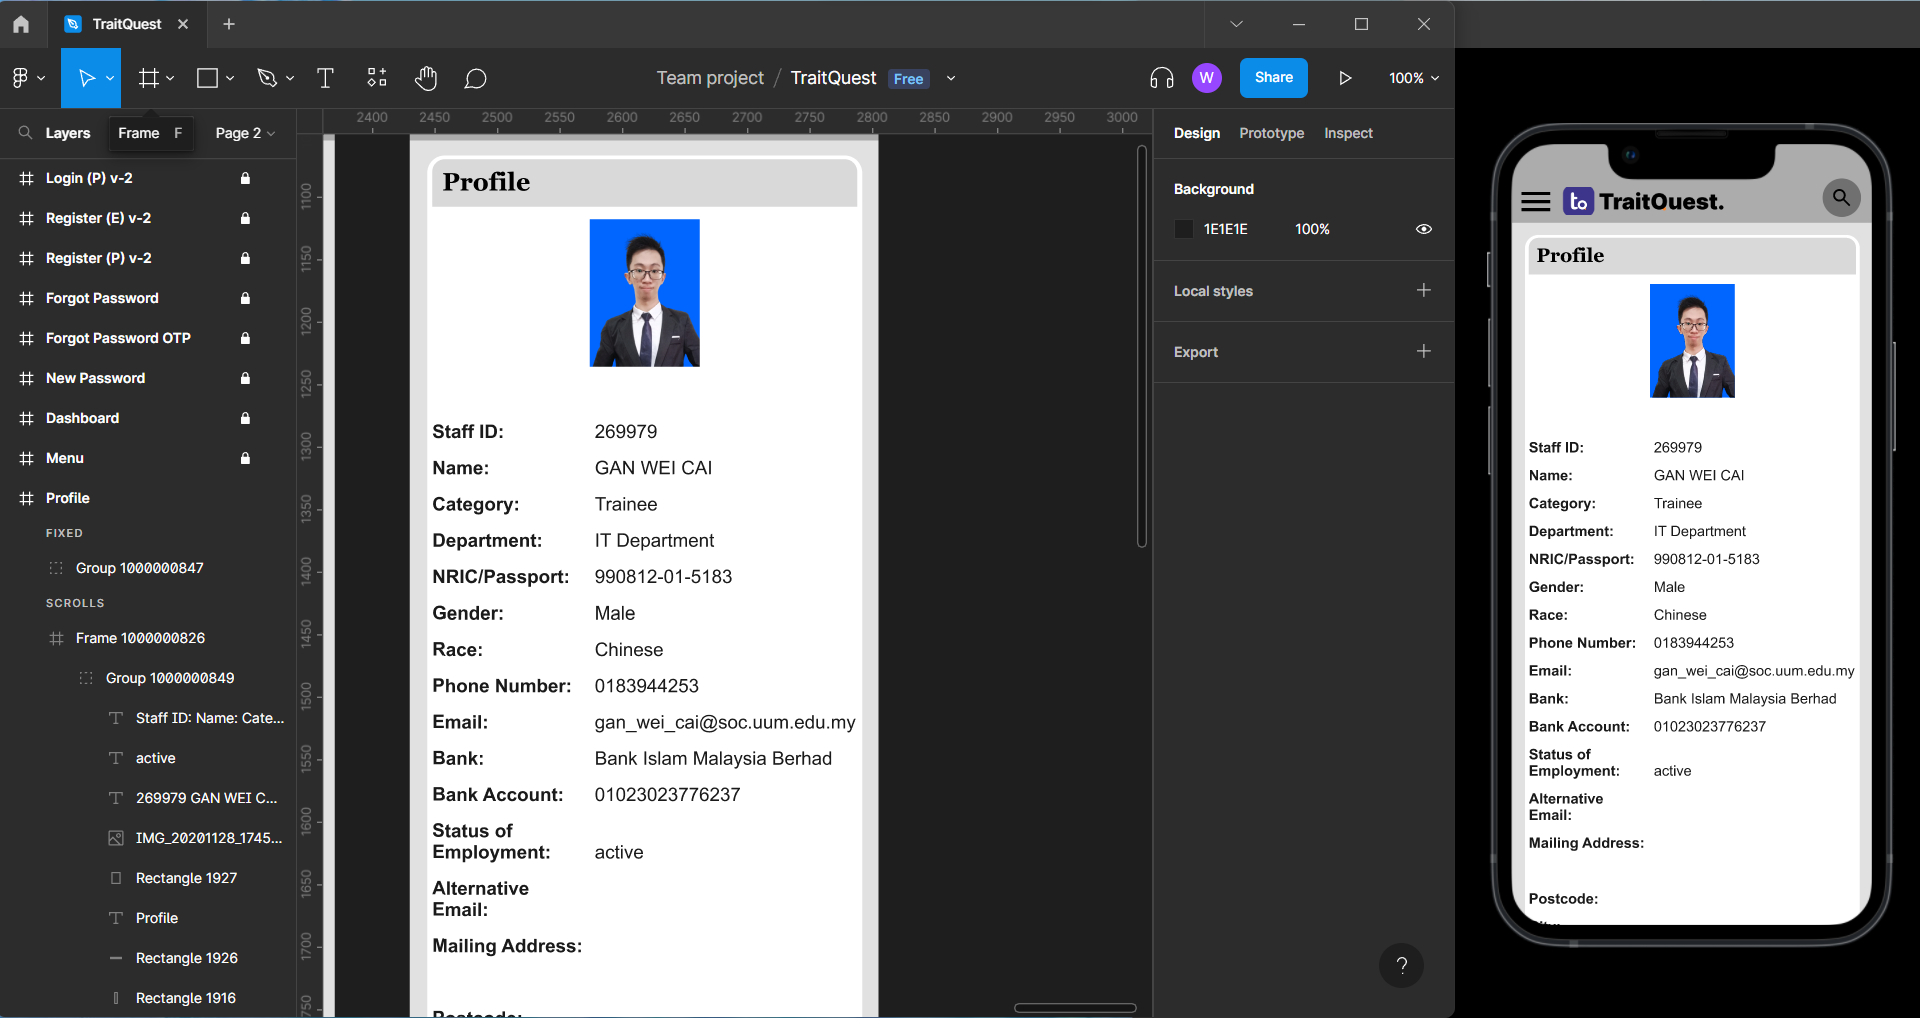 TraitQuest
Team project / TraitQuest Free
W
Share
100%
Layers
Frame F
Page 2
Login (P) v-2
Register (E) v-2
Register (P) v-2
Forgot Password
Forgot Password OTP
New Password
Dashboard
Menu
Profile
FIXED
Group 1000000847
SCROLLS
Frame 1000000826
Group 1000000849
Staff ID: Name: Cate...
active
269979 GAN WEI C...
IMG_20201128_1745...
Rectangle 1927
Profile
Rectangle 1926
Rectangle 1916
2400 2450 2500 2550 2600 2650 2700 2750 2800 2850 2900 2950 3000
1100
1150
1200
1250
1300
1350
1400
1450
1500
1550
1600
1650
1700
750
Profile
Staff ID: 269979
Name: GAN WEI CAI
Category: Trainee
Department: IT Department
NRIC/Passport: 990812-01-5183
Gender: Male
Race: Chinese
Phone Number: 0183944253
Email: gan_wei_cai@soc.uum.edu.my
Bank: Bank Islam Malaysia Berhad
Bank Account: 01023023776237
Status of
Employment: active
Alternative
Email:
Mailing Address:
Postcode:
Design Prototype Inspect
Background
1E1E1E 100%
Local styles
Export
?
to TraitQuest.
Profile
Staff ID: 269979
Name: GAN WEI CAI
Category: Trainee
Department: IT Department
NRIC/Passport: 990812-01-5183
Gender: Male
Race: Chinese
Phone Number: 0183944253
Email: gan_wei_cai@soc.uum.edu.my
Bank: Bank Islam Malaysia Berhad
Bank Account: 01023023776237
Status of
Employment: active
Alternative
Email:
Mailing Address:
Postcode: